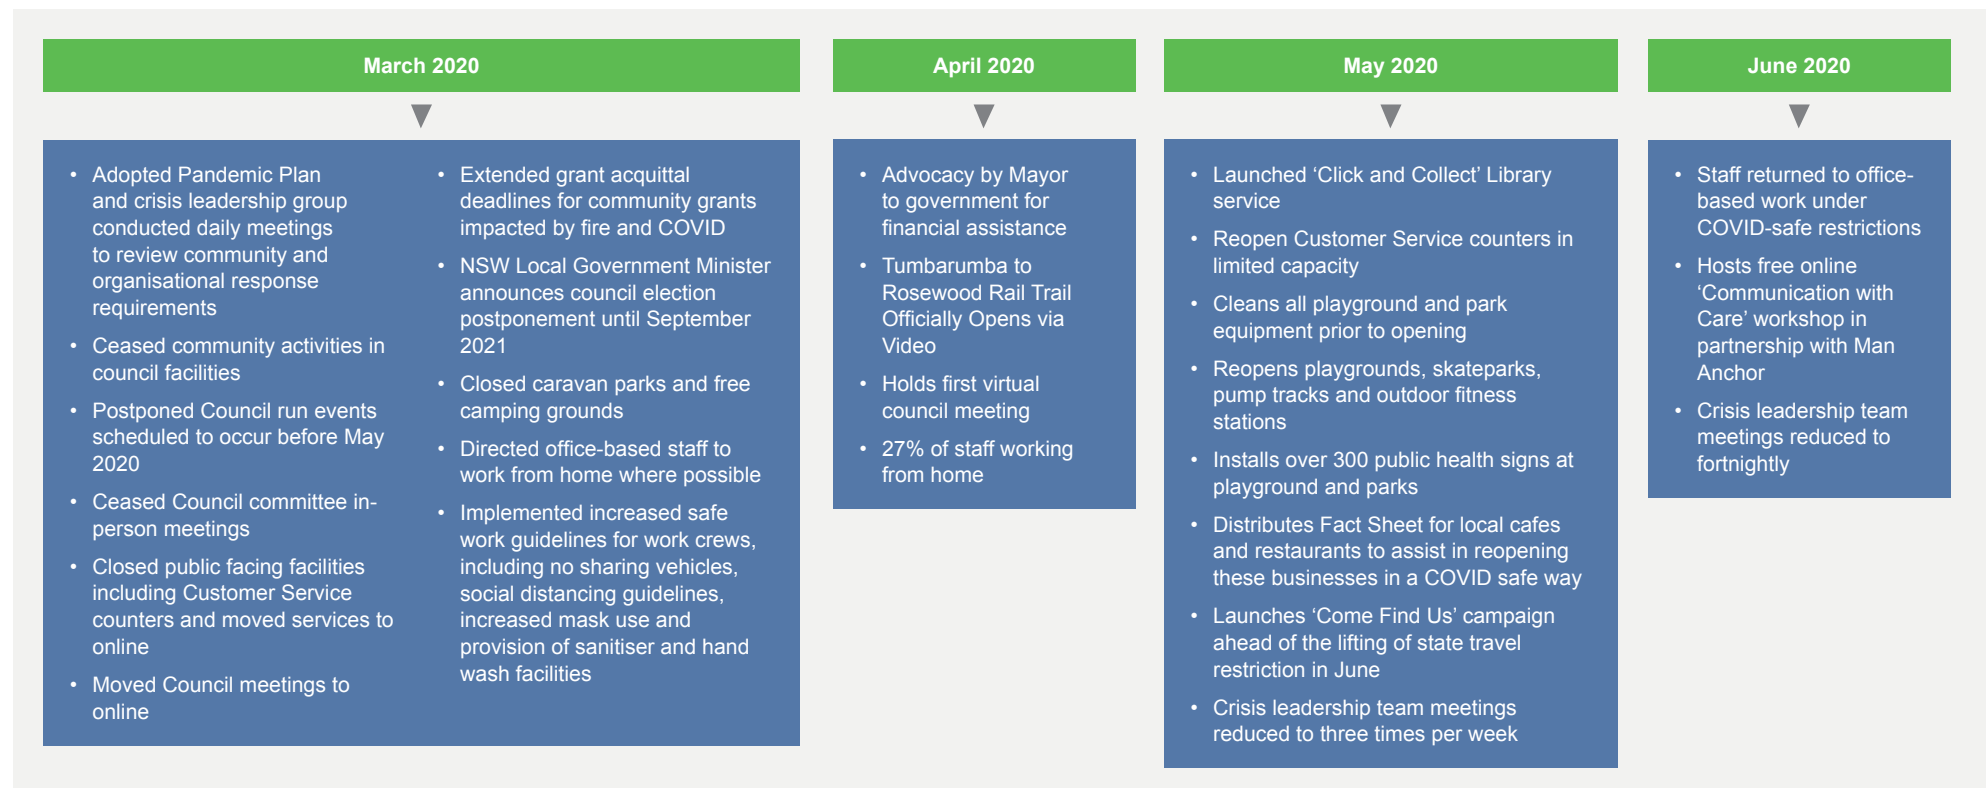 March 2020
• Adopted Pandemic Plan
and crisis leadership group
conducted daily meetings
to review community and
organisational response
requirements
• Ceased community activities in
council facilities
• Postponed Council run events
scheduled to occur before May
2020
• Ceased Council committee in-
person meetings
• Closed public facing facilities
including Customer Service
counters and moved services to
online
• Moved Council meetings to
online
• Extended grant acquittal
deadlines for community grants
impacted by fire and COVID
• NSW Local Government Minister
announces council election
postponement until September
2021
• Closed caravan parks and free
camping grounds
• Directed office-based staff to
work from home where possible
• Implemented increased safe
work guidelines for work crews,
including no sharing vehicles,
social distancing guidelines,
increased mask use and
provision of sanitiser and hand
wash facilities
April 2020
• Advocacy by Mayor
to government for
financial assistance
• Tumbarumba to
Rosewood Rail Trail
Officially Opens via
Video
• Holds first virtual
council meeting
• 27% of staff working
from home
May 2020
• Launched ‘Click and Collect’ Library
service
• Reopen Customer Service counters in
limited capacity
• Cleans all playground and park
equipment prior to opening
• Reopens playgrounds, skateparks,
pump tracks and outdoor fitness
stations
• Installs over 300 public health signs at
playground and parks
• Distributes Fact Sheet for local cafes
and restaurants to assist in reopening
these businesses in a COVID safe way
• Launches ‘Come Find Us’ campaign
ahead of the lifting of state travel
restriction in June
• Crisis leadership team meetings
reduced to three times per week
June 2020
• Staff returned to office-
based work under
COVID-safe restrictions
• Hosts free online
‘Communication with
Care’ workshop in
partnership with Man
Anchor
• Crisis leadership team
meetings reduced to
fortnightly